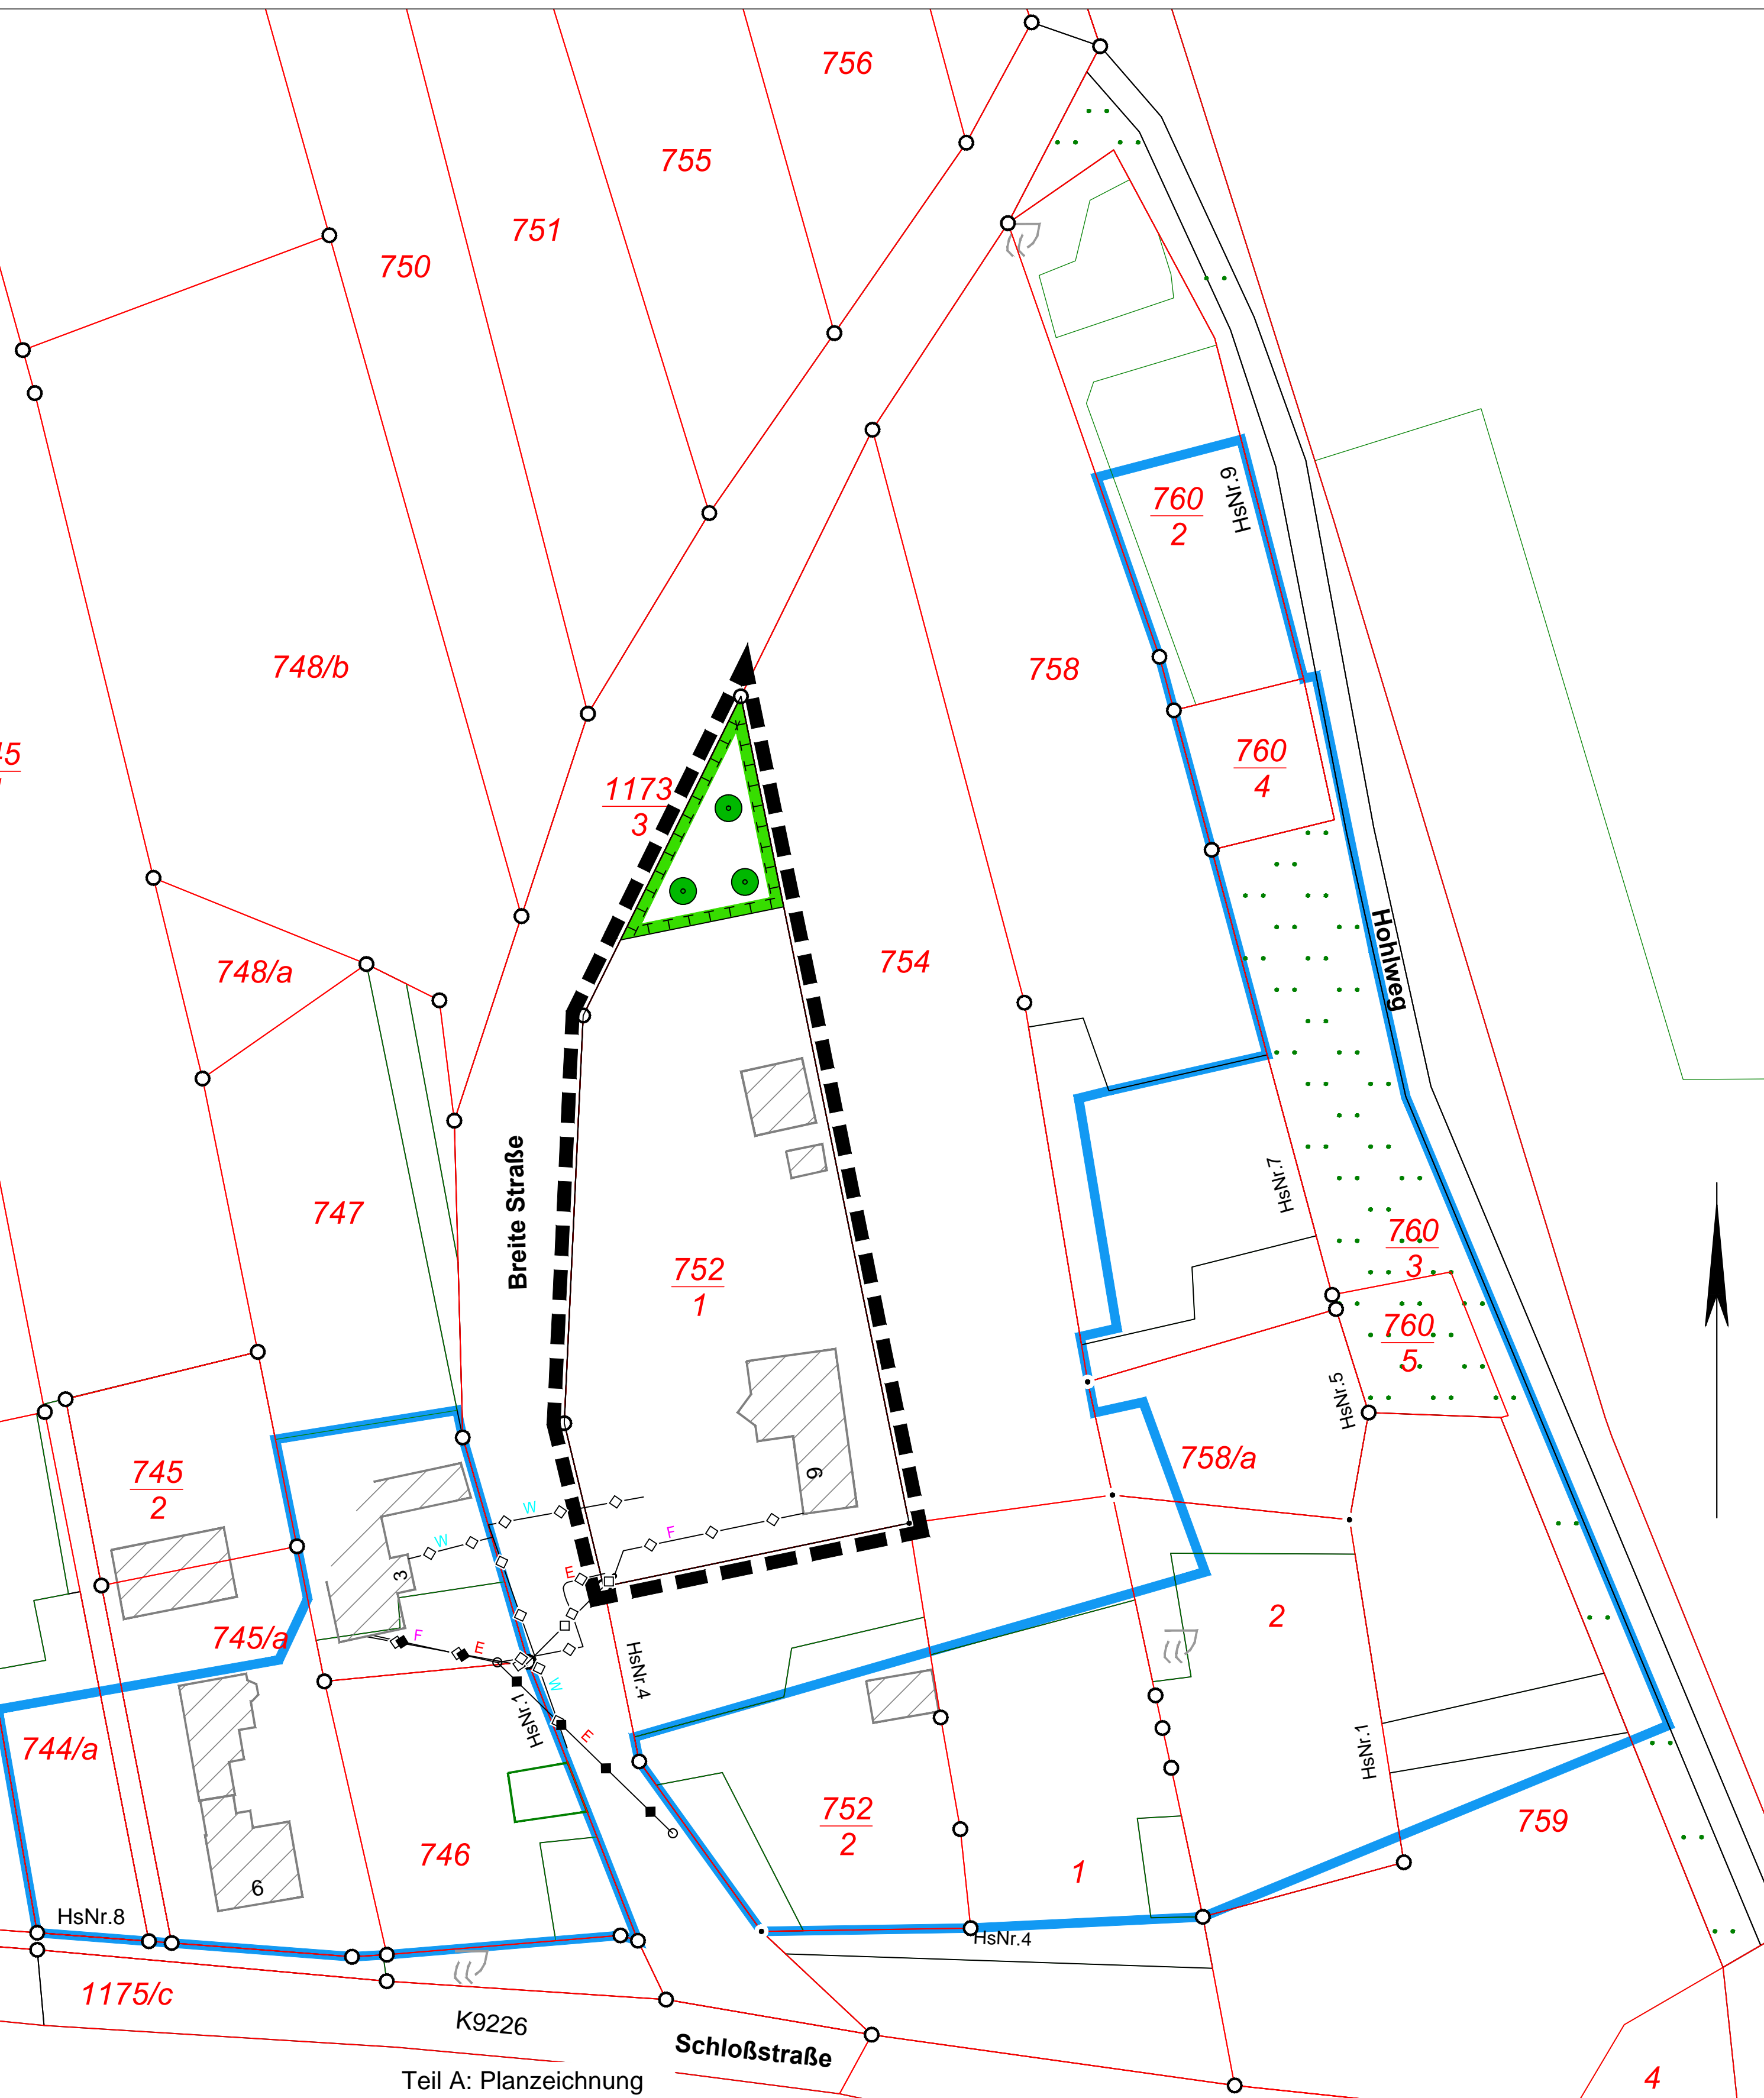 756
755
751
750
HsNr.9
760
2
748/b
758
760
4
45
1173
3
754
748/a
Hohlweg
Breite Straße
HsNr.7
747
760
3
752
1
760
5
HsNr.5
758/a
745
2
9
W
F
W
3
E
2
745/a
F
E
HsNr.4
W
HsNr.1
E
744/a
HsNr.1
752
2
759
746
1
6
HsNr.8
HsNr.4
1175/c
K9226
Schloßstraße
4
Teil A: Planzeichnung